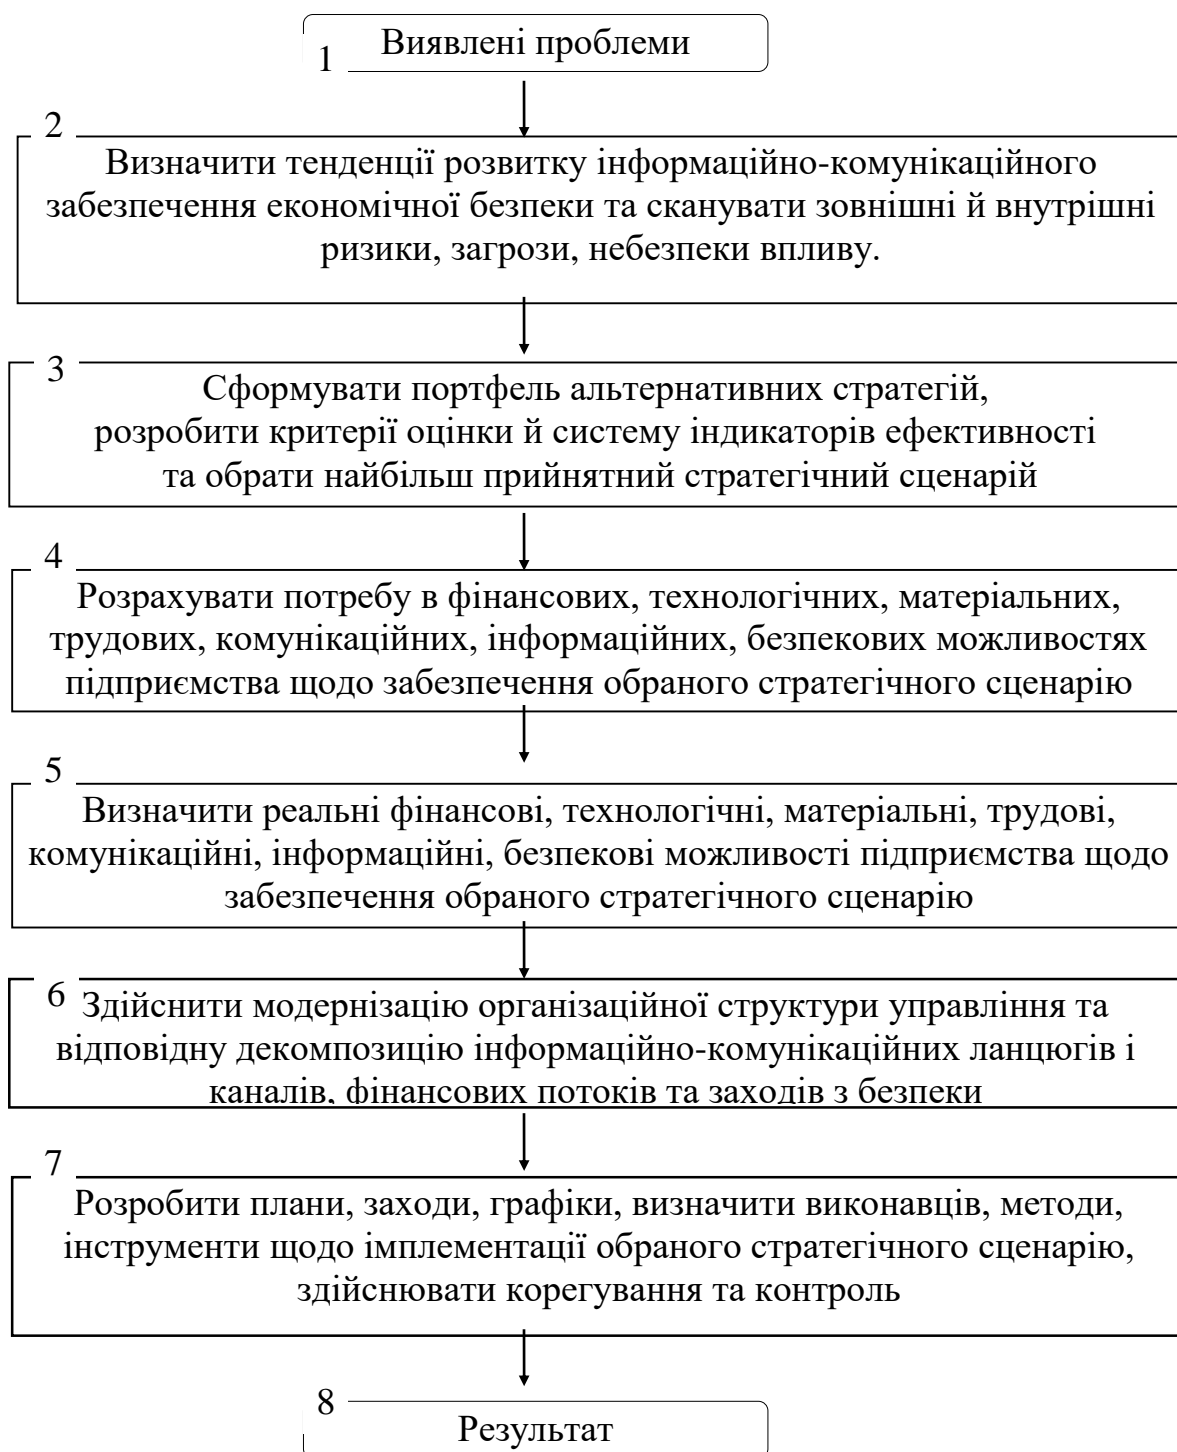 Виявлені проблеми
1
2
Визначити тенденції розвитку інформаційно-комунікаційного
забезпечення економічної безпеки та сканувати зовнішні й внутрішні
ризики, загрози, небезпеки впливу.
3
Сформувати портфель альтернативних стратегій,
розробити критерії оцінки й систему індикаторів ефективності
та обрати найбільш прийнятний стратегічний сценарій
4
Розрахувати потребу в фінансових, технологічних, матеріальних,
трудових, комунікаційних, інформаційних, безпекових можливостях
підприємства щодо забезпечення обраного стратегічного сценарію
5
Визначити реальні фінансові, технологічні, матеріальні, трудові,
комунікаційні, інформаційні, безпекові можливості підприємства щодо
забезпечення обраного стратегічного сценарію
6 Здійснити модернізацію організаційної структури управління та
відповідну декомпозицію інформаційно-комунікаційних ланцюгів і
каналів, фінансових потоків та заходів з безпеки
7
Розробити плани, заходи, графіки, визначити виконавців, методи,
інструменти щодо імплементації обраного стратегічного сценарію,
здійснювати корегування та контроль
8
Результат